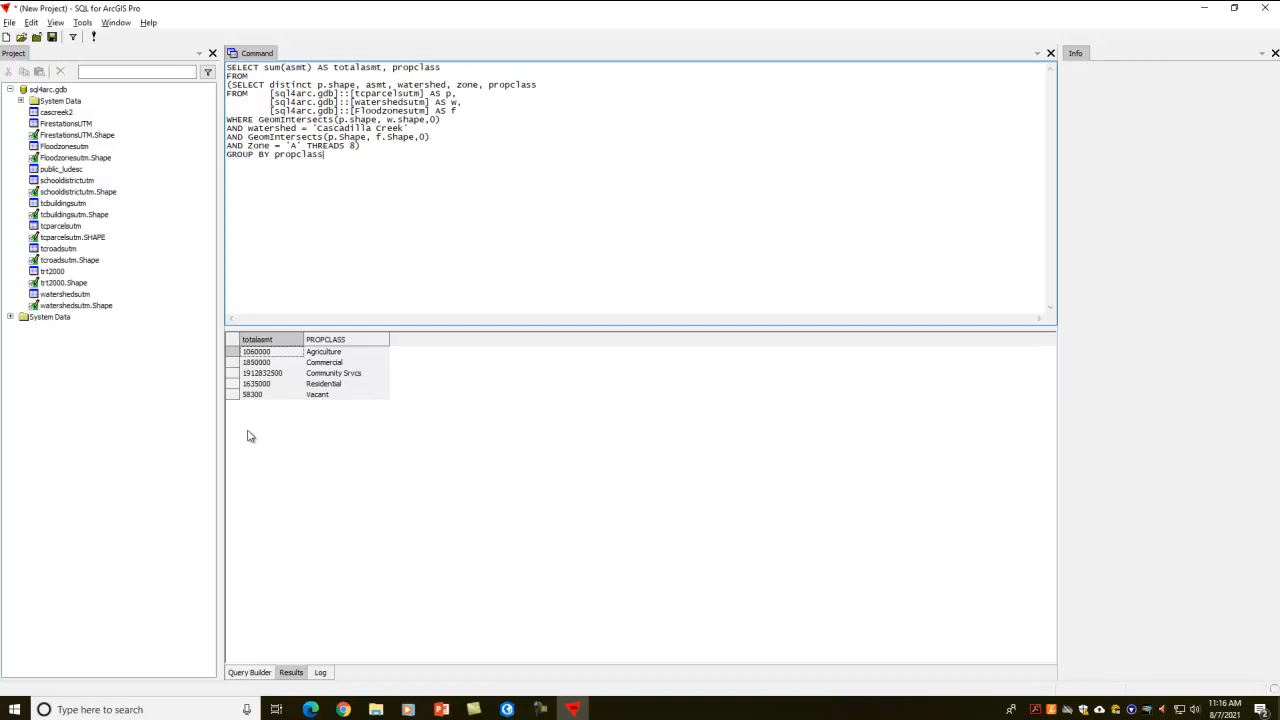 * (New Project) - SQL for ArcGIS Pro
File Edit View Tools Window Help
Project
Command
Info
SELECT sum(asmt) AS totalasmt, propclass
FROM
(SELECT distinct p.shape, asmt, watershed, zone, propclass
FROM [sql4arc.gdb]::[tcparcelsutm] AS p,
[sql4arc.gdb]::[watershedsutm] AS w,
[sql4arc.gdb]::[Floodzonesutm] AS f
WHERE GeomIntersects(p.shape, w.shape,0)
AND watershed = `Cascadilla Creek`
AND GeomIntersects(p.Shape, f.Shape,0)
AND Zone = 'A' THREADS 8)
GROUP BY propclass
sql4arc.gdb
System Data
cascreek2
FirestationsUTM
FirestationsUTM.Shape
Floodzonesutm
Floodzonesutm.Shape
public_ludesc
schooldistrictutm
schooldistrictutm.Shape
tcbuildingsutm
tcbuildingsutm.Shape
tcparcelsutm
tcparcelsutm.SHAPE
tcroadsutm
tcroadsutm.Shape
trt2000
trt2000.Shape
watershedsutm
watershedsutm.Shape
System Data
totalasmt PROPCLASS
1060000 Agriculture
1850000 Commercial
1912832500 Community Srvcs
1635000 Residential
58300 Vacant
Query Builder Results Log
Type here to search
11:16 AM
8/7/2021